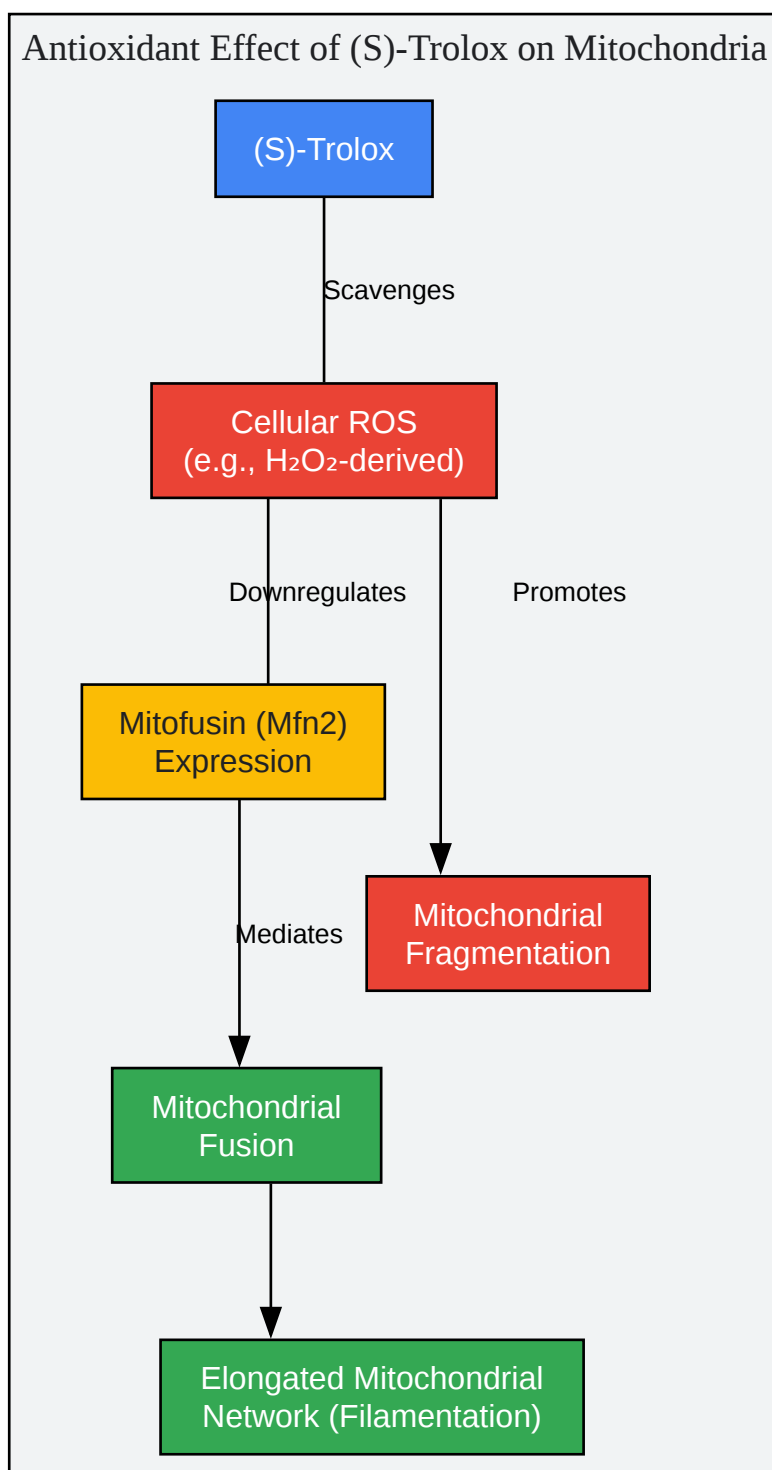 Antioxidant Effect of (S)-Trolox on Mitochondria
(S)-Trolox
Scavenges
Cellular ROS
(e.g., H₂O₂-derived)
Downregulates
Promotes
Mitofusin (Mfn2)
Expression
Mitochondrial
Fragmentation
Mediates
Mitochondrial
Fusion
Elongated Mitochondrial
Network (Filamentation)